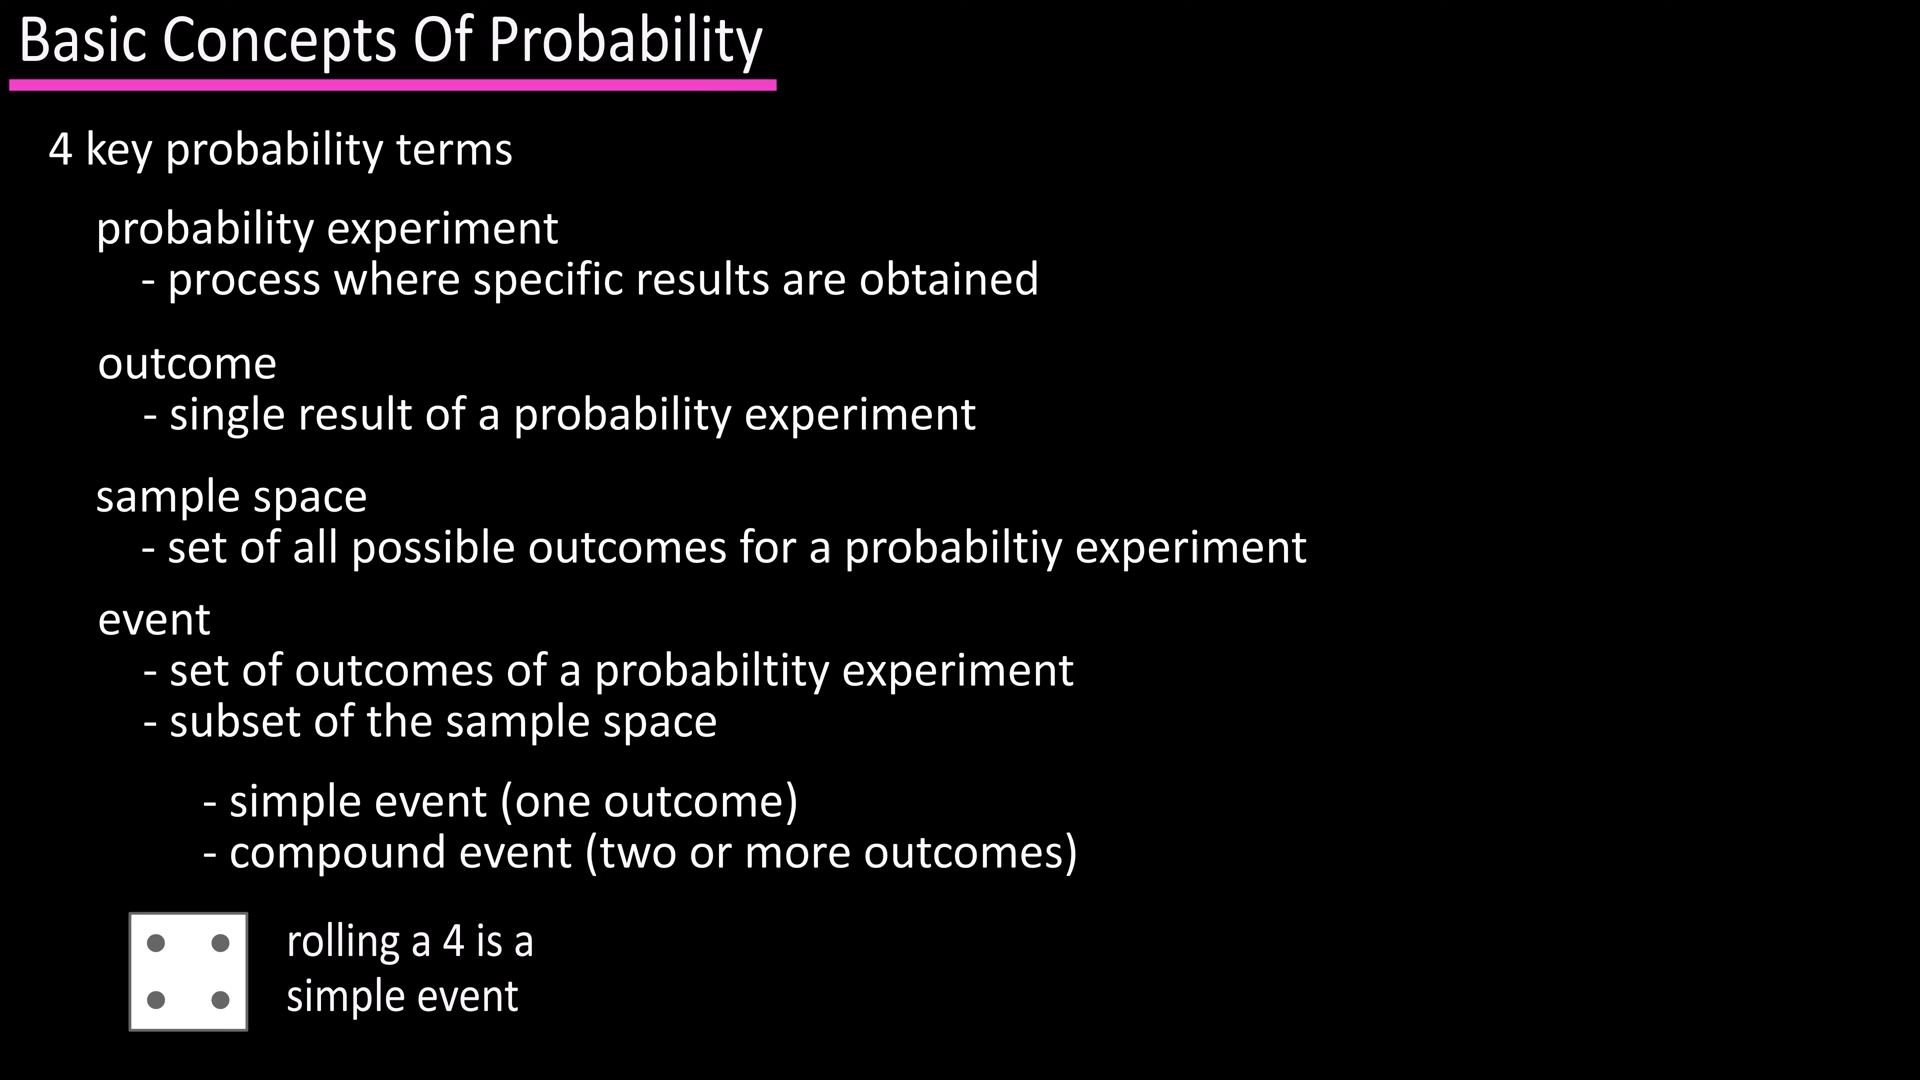 Basic Concepts Of Probability
4 key probability terms
probability experiment
- process where specific results are obtained
outcome
- single result of a probability experiment
sample space
- set of all possible outcomes for a probabiltiy experiment
event
- set of outcomes of a probabiltity experiment
- subset of the sample space
- simple event (one outcome)
- compound event (two or more outcomes)
rolling a 4 is a
simple event